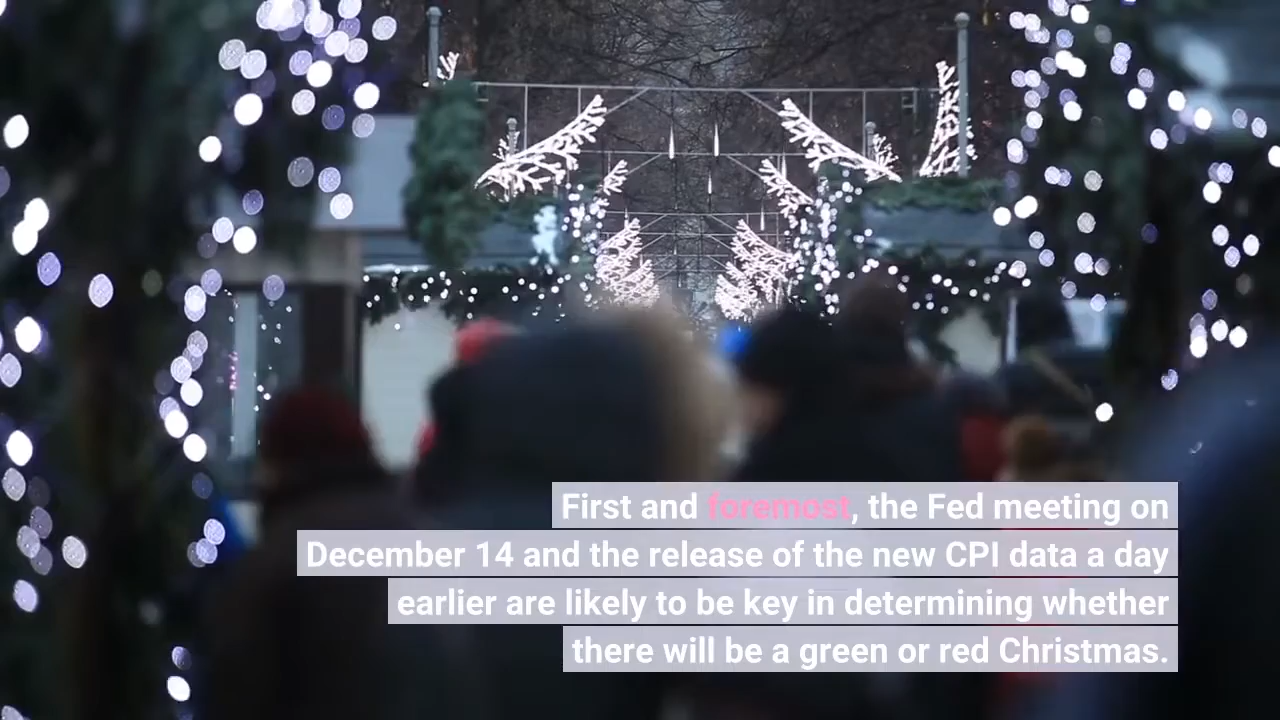 First and foremost, the Fed meeting on
December 14 and the release of the new CPI data a day
earlier are likely to be key in determining whether
there will be a green or red Christmas.